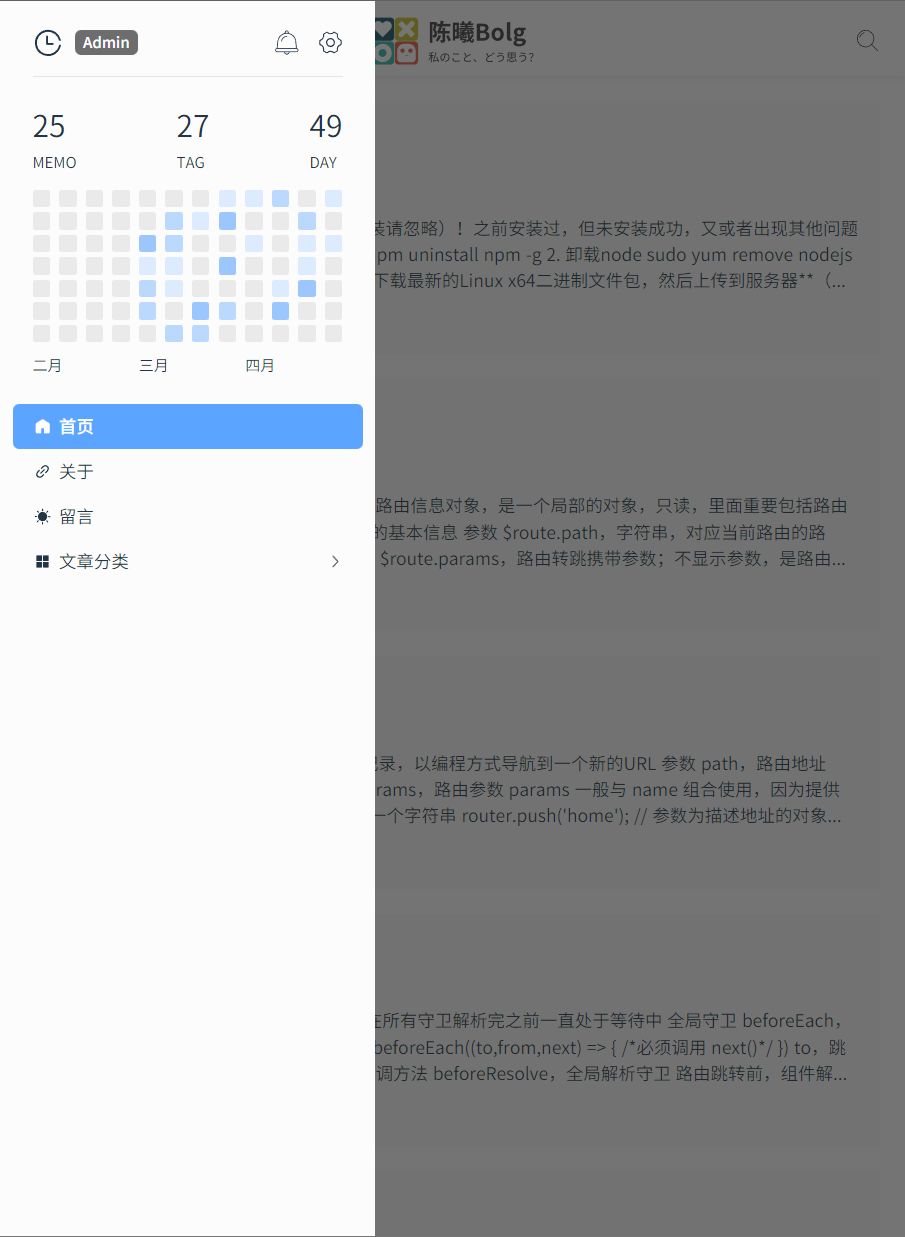 Admin
陈曦Bolg
私のこと、どう思う?
25
27
49
MEMO
TAG
DAY
二月
三月
四月
首页
关于
留言
文章分类
装请忽略）！之前安装过，但未安装成功，又或者出现其他问题
pm uninstall npm -g 2. 卸载node sudo yum remove nodejs
下载最新的Linux x64二进制文件包，然后上传到服务器**（...
路由信息对象，是一个局部的对象，只读，里面重要包括路由
的基本信息 参数 $route.path，字符串，对应当前路由的路
$route.params，路由转跳携带参数；不显示参数，是路由...
记录，以编程方式导航到一个新的URL 参数 path，路由地址
rams，路由参数 params 一般与 name 组合使用，因为提供
一个字符串 router.push('home'); // 参数为描述地址的对象...
在所有守卫解析完之前一直处于等待中 全局守卫 beforeEach，
beforeEach((to,from,next) => { /*必须调用 next()*/ }) to，跳
调方法 beforeResolve，全局解析守卫 路由跳转前，组件解...